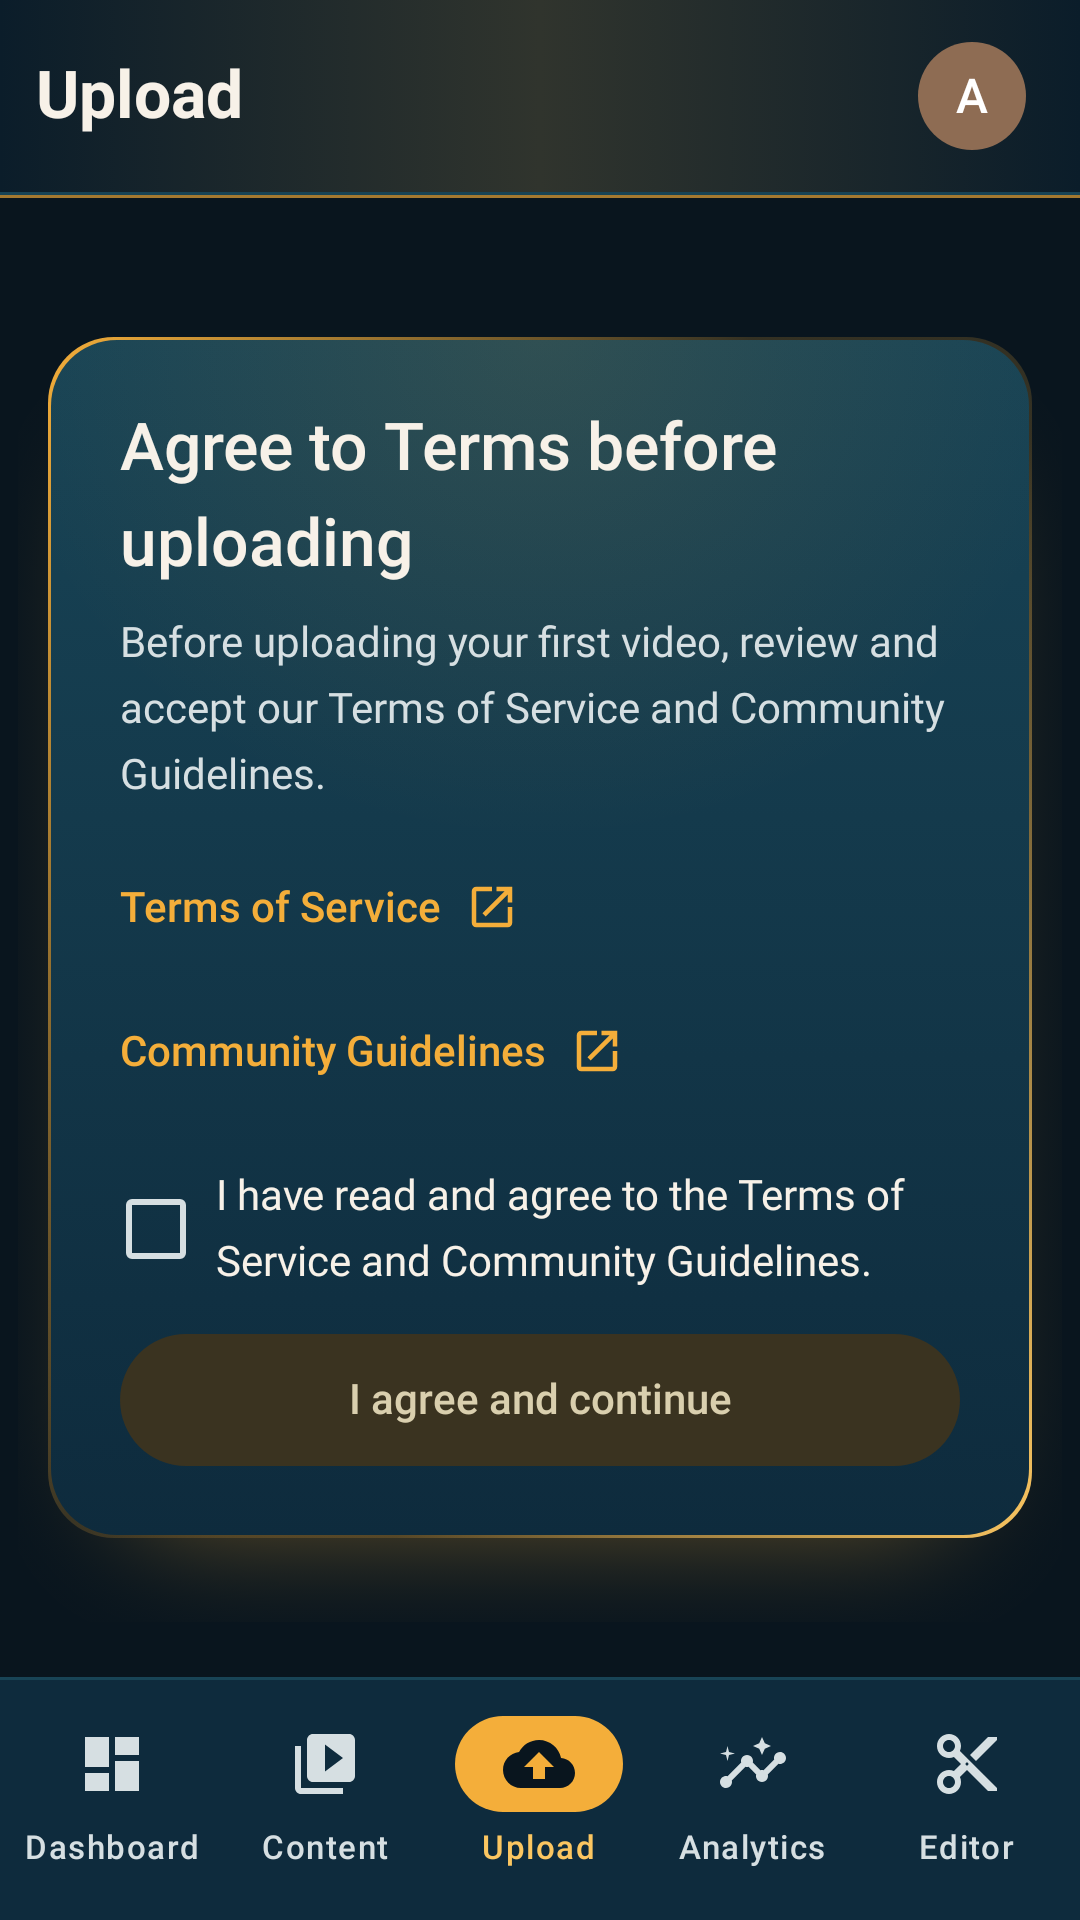 Upload
A
Agree to Terms before
uploading
Before uploading your first video, review and
accept our Terms of Service and Community
Guidelines.
Terms of Service
Community Guidelines
I have read and agree to the Terms of
Service and Community Guidelines.
I agree and continue
Dashboard
Content
Upload
Analytics
Editor